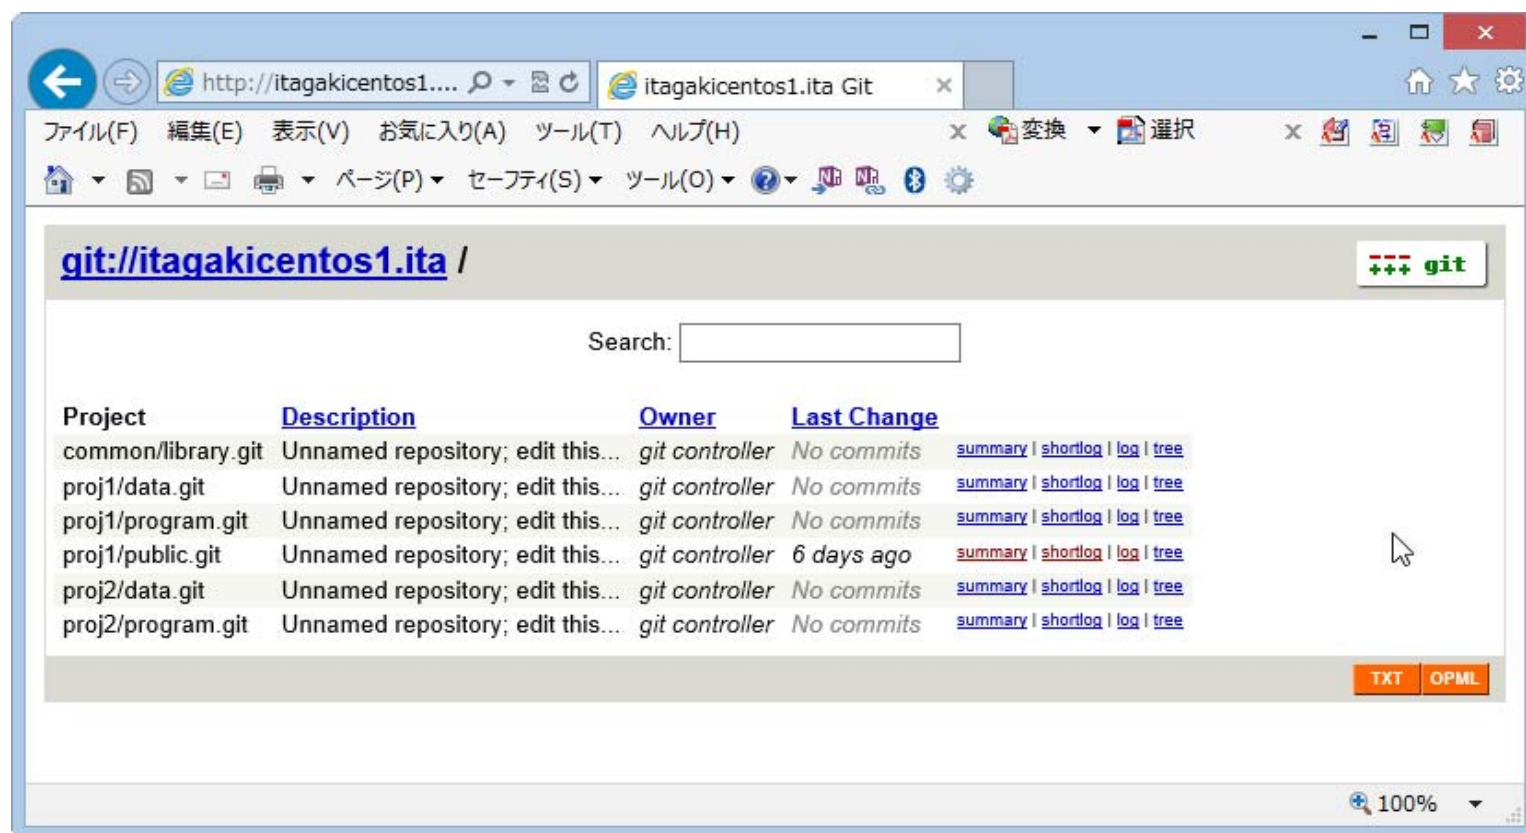 http://itagakicentos1.... itagakicentos1.ita Git
ファイル(F) 編集(E) 表示(V) お気に入り(A) ツール(T) ヘルプ(H) x 変換 選択 x
ページ(P) セーフティ(S) ツール(O)
git://itagakicentos1.ita / git
Search:
Project Description Owner Last Change
common/library.git Unnamed repository; edit this... git controller No commits summary | shortlog | log | tree
proj1/data.git Unnamed repository; edit this... git controller No commits summary | shortlog | log | tree
proj1/program.git Unnamed repository; edit this... git controller No commits summary | shortlog | log | tree
proj1/public.git Unnamed repository; edit this... git controller 6 days ago summary | shortlog | log | tree
proj2/data.git Unnamed repository; edit this... git controller No commits summary | shortlog | log | tree
proj2/program.git Unnamed repository; edit this... git controller No commits summary | shortlog | log | tree
TXT OPML
100%